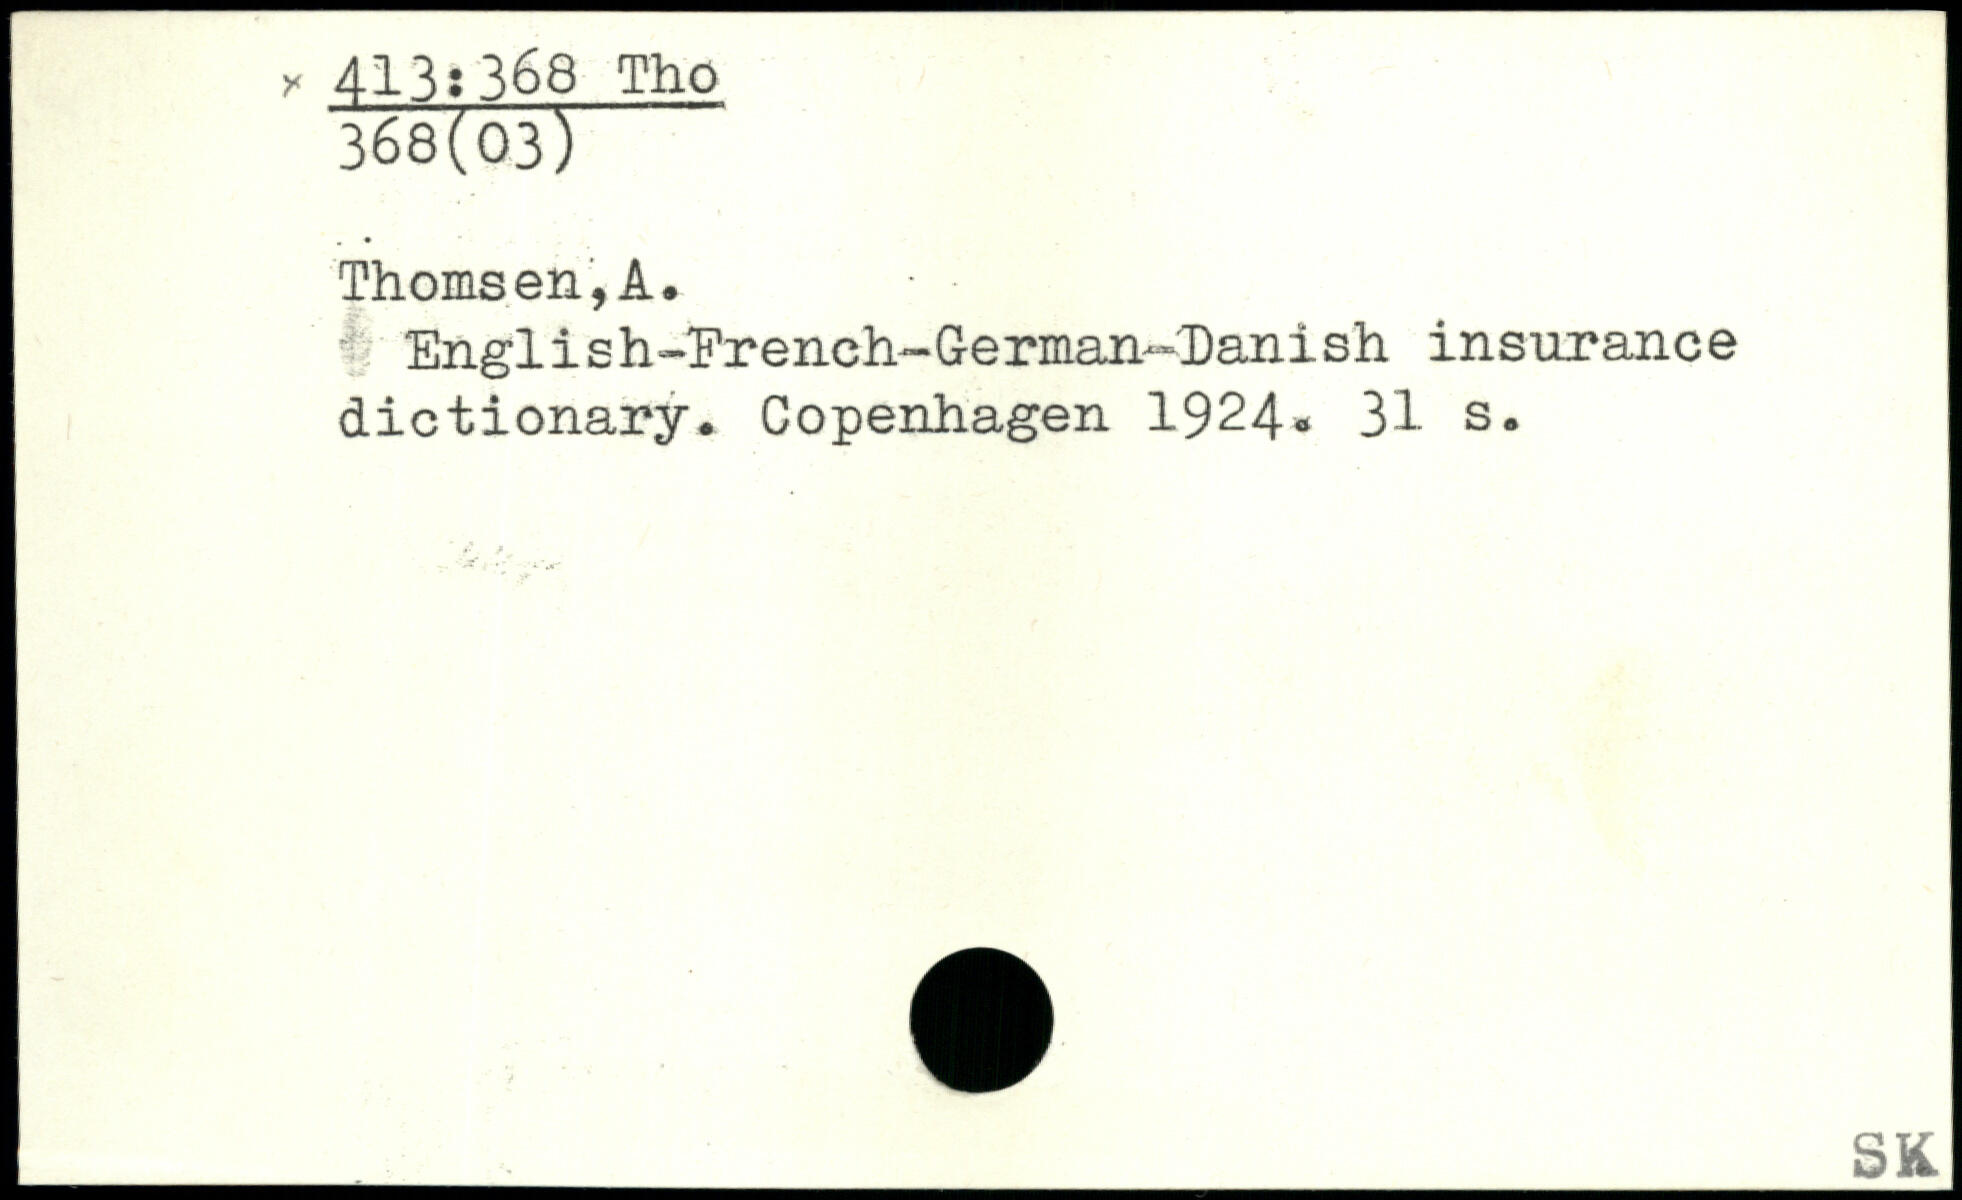 × 413:368 Tho
368(03)
Thomsen,A.
English-French-German-Danish insurance
dictionary. Copenhagen 1924. 31 s.
SK